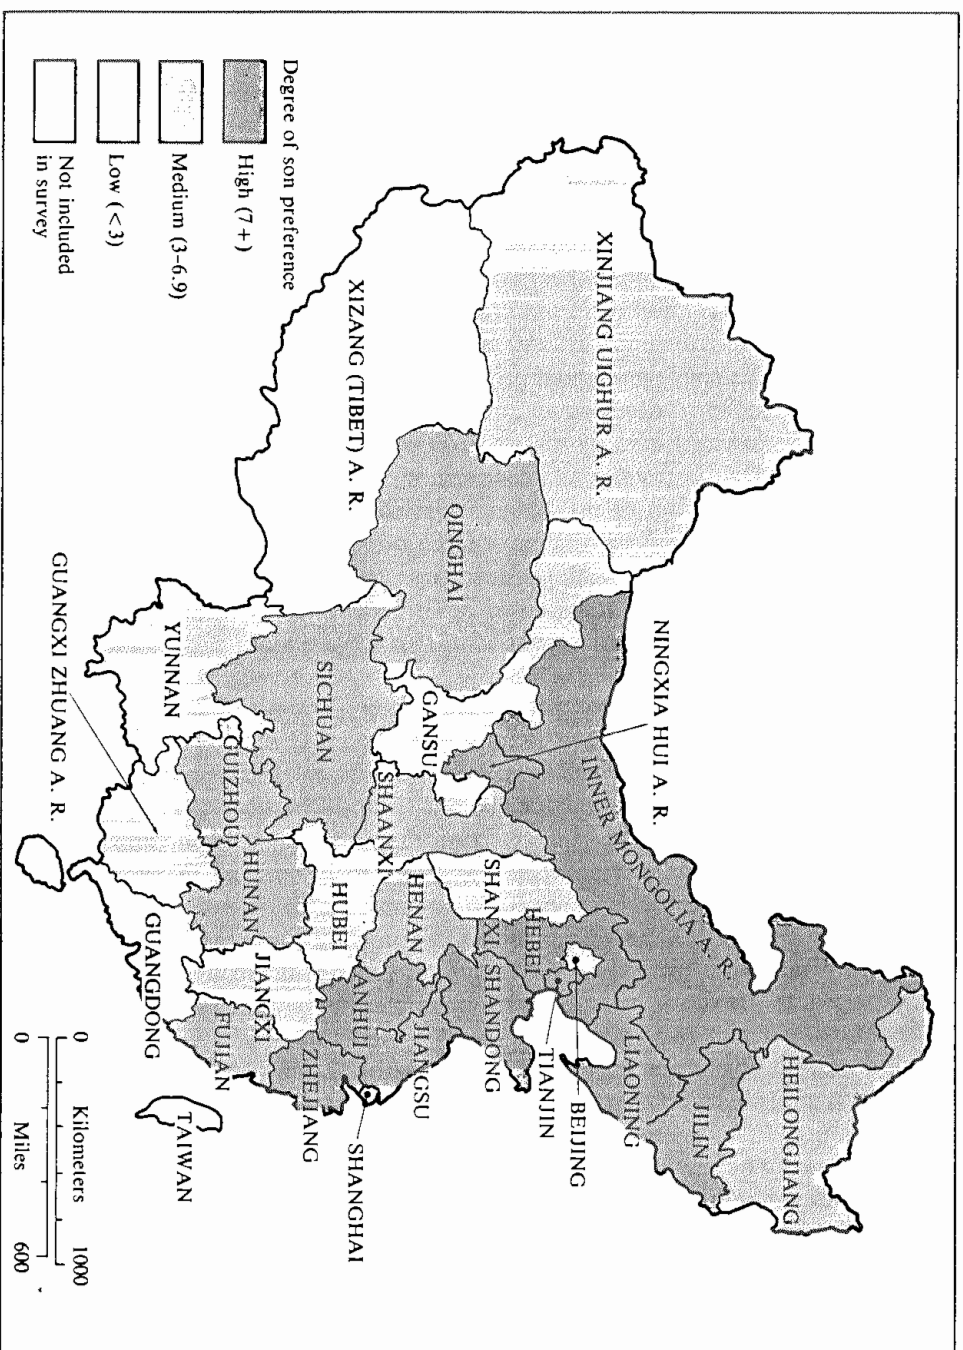 XINJIANG UIGHUR A. R.
XIZANG (TIBET) A. R.
QINGHAI
GANSU
NINGXIA HUI A. R.
INNER MONGOLIA A. R.
HEILONGJIANG
JILIN
LIAONING
BEIJING
TIANJIN
HEBEI
SHANXI
SHANDONG
SHAANXI
HENAN
JIANGSU
ANHUI
SHANGHAI
SICHUAN
HUBEI
ZHEJIANG
HUNAN
JIANGXI
FUJIAN
GUIZHOU
YUNNAN
GUANGXI ZHUANG A. R.
GUANGDONG
TAIWAN
Degree of son preference
High (7+)
Medium (3-6.9)
Low (<3)
Not included
in survey
0 Kilometers 1000
0 Miles 600